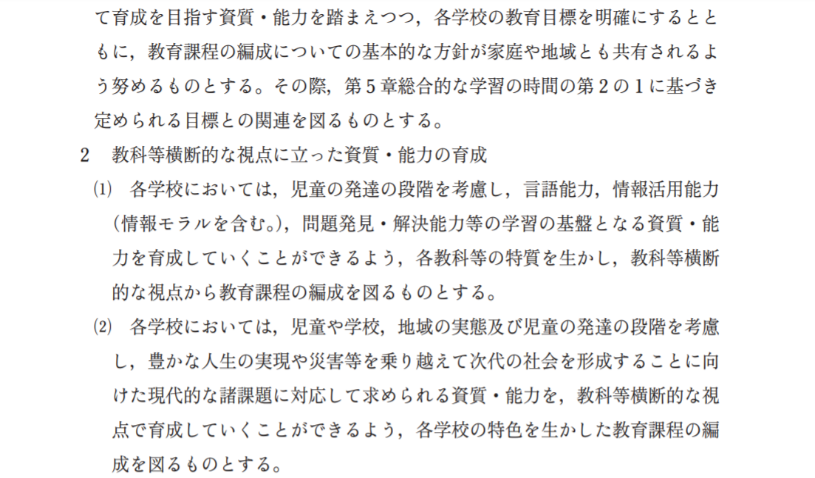 て育成を目指す資質・能力を踏まえつつ，各学校の教育目標を明確にするとと
もに，教育課程の編成についての基本的な方針が家庭や地域とも共有されるよ
う努めるものとする。その際，第５章総合的な学習の時間の第２の１に基づき
定められる目標との関連を図るものとする。
2　教科等横断的な視点に立った資質・能力の育成
⑴　各学校においては，児童の発達の段階を考慮し，言語能力，情報活用能力
（情報モラルを含む。），問題発見・解決能力等の学習の基盤となる資質・能
力を育成していくことができるよう，各教科等の特質を生かし，教科等横断
的な視点から教育課程の編成を図るものとする。
⑵　各学校においては，児童や学校，地域の実態及び児童の発達の段階を考慮
し，豊かな人生の実現や災害等を乗り越えて次代の社会を形成することに向
けた現代的な諸課題に対応して求められる資質・能力を，教科等横断的な視
点で育成していくことができるよう，各学校の特色を生かした教育課程の編
成を図るものとする。